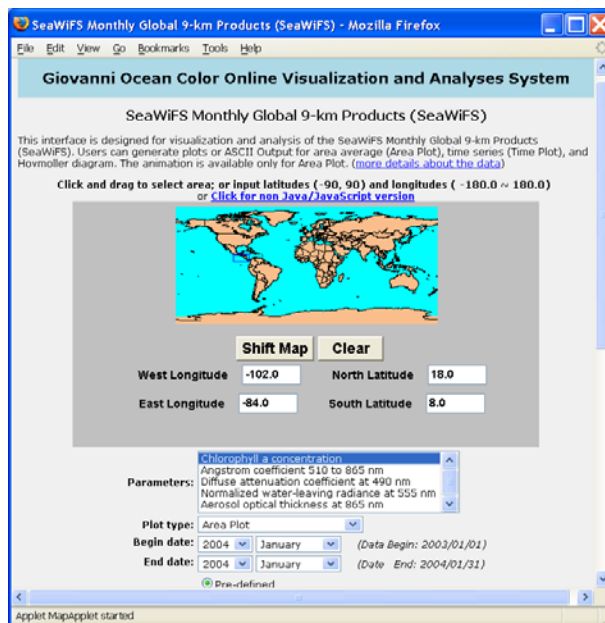 SeaWiFS Monthly Global 9-km Products (SeaWiFS) - Mozilla Firefox
File Edit View Go Bookmarks Tools Help
Giovanni Ocean Color Online Visualization and Analyses System
SeaWiFS Monthly Global 9-km Products (SeaWiFS)
This interface is designed for visualization and analysis of the SeaWiFS Monthly Global 9-km Products
(SeaWiFS). Users can generate plots or ASCII Output for area average (Area Plot), time series (Time Plot), and
Hovmoller diagram. The animation is available only for Area Plot. (more details about the data)
Click and drag to select area; or input latitudes (-90, 90) and longitudes ( -180.0 ~ 180.0)
or Click for non Java/JavaScript version
Shift Map Clear
West Longitude -102.0 North Latitude 18.0
East Longitude -84.0 South Latitude 8.0
Parameters:
Chlorophyll a concentration
Angstrom coefficient 510 to 865 nm
Diffuse attenuation coefficient at 490 nm
Normalized water-leaving radiance at 555 nm
Aerosol optical thickness at 865 nm
Plot type: Area Plot
Begin date: 2004 January (Data Begin: 2003/01/01)
End date: 2004 January (Date End: 2004/01/31)
Pre-defined
Applet MapApplet started